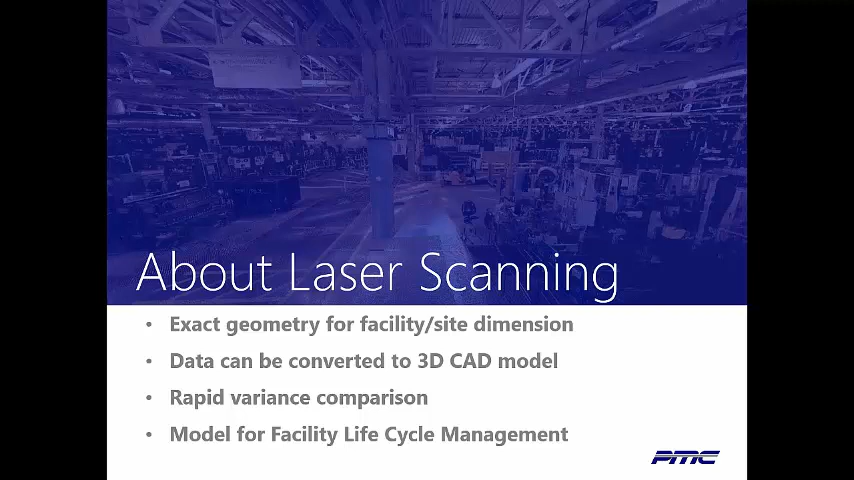 About Laser Scanning
• Exact geometry for facility/site dimension
• Data can be converted to 3D CAD model
• Rapid variance comparison
• Model for Facility Life Cycle Management
PMC